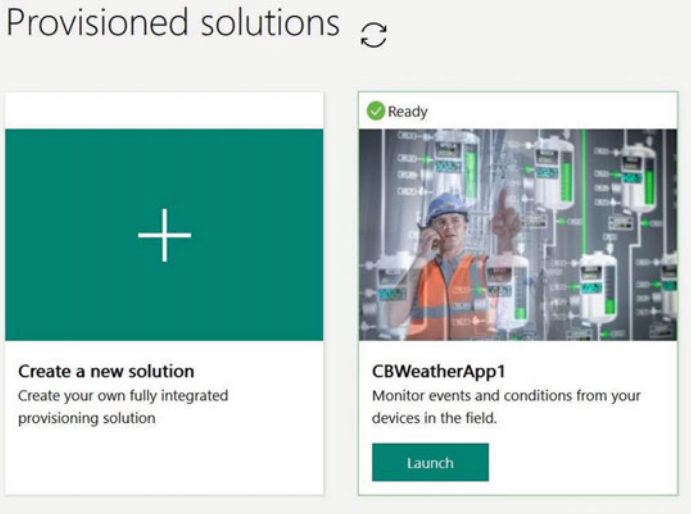 Provisioned solutions
Ready
Create a new solution
Create your own fully integrated
provisioning solution
CBWeatherApp1
Monitor events and conditions from your
devices in the field.
Launch